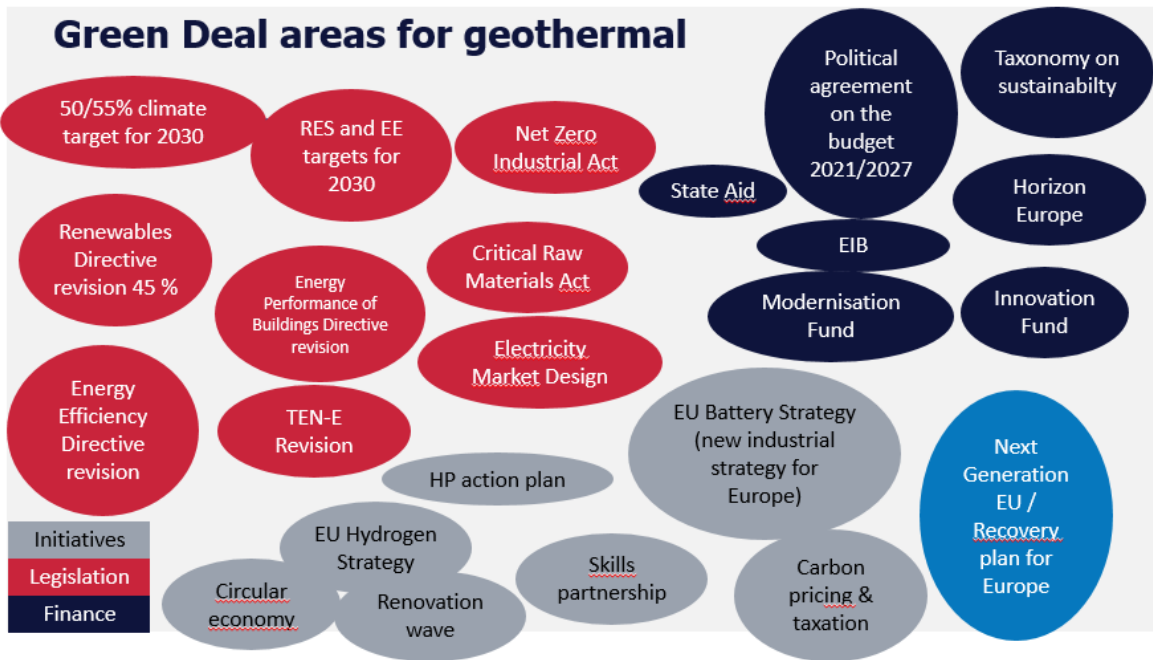 Green Deal areas for geothermal
50/55% climate
target for 2030
RES and EE
targets for
2030
Net Zero
Industrial Act
Political
agreement
on the
budget
2021/2027
Taxonomy on
sustainabilty
State Aid
Horizon
Europe
Renewables
Directive
revision 45 %
Energy
Performance of
Buildings Directive
revision
Critical Raw
Materials Act
EIB
Modernisation
Fund
Innovation
Fund
Electricity
Market Design
Energy
Efficiency
Directive
revision
TEN-E
Revision
EU Battery Strategy
(new industrial
strategy for
Europe)
Next
Generation
EU /
Recovery
plan for
Europe
HP action plan
EU Hydrogen
Strategy
Circular
economy
Renovation
wave
Skills
partnership
Carbon
pricing &
taxation
Initiatives
Legislation
Finance